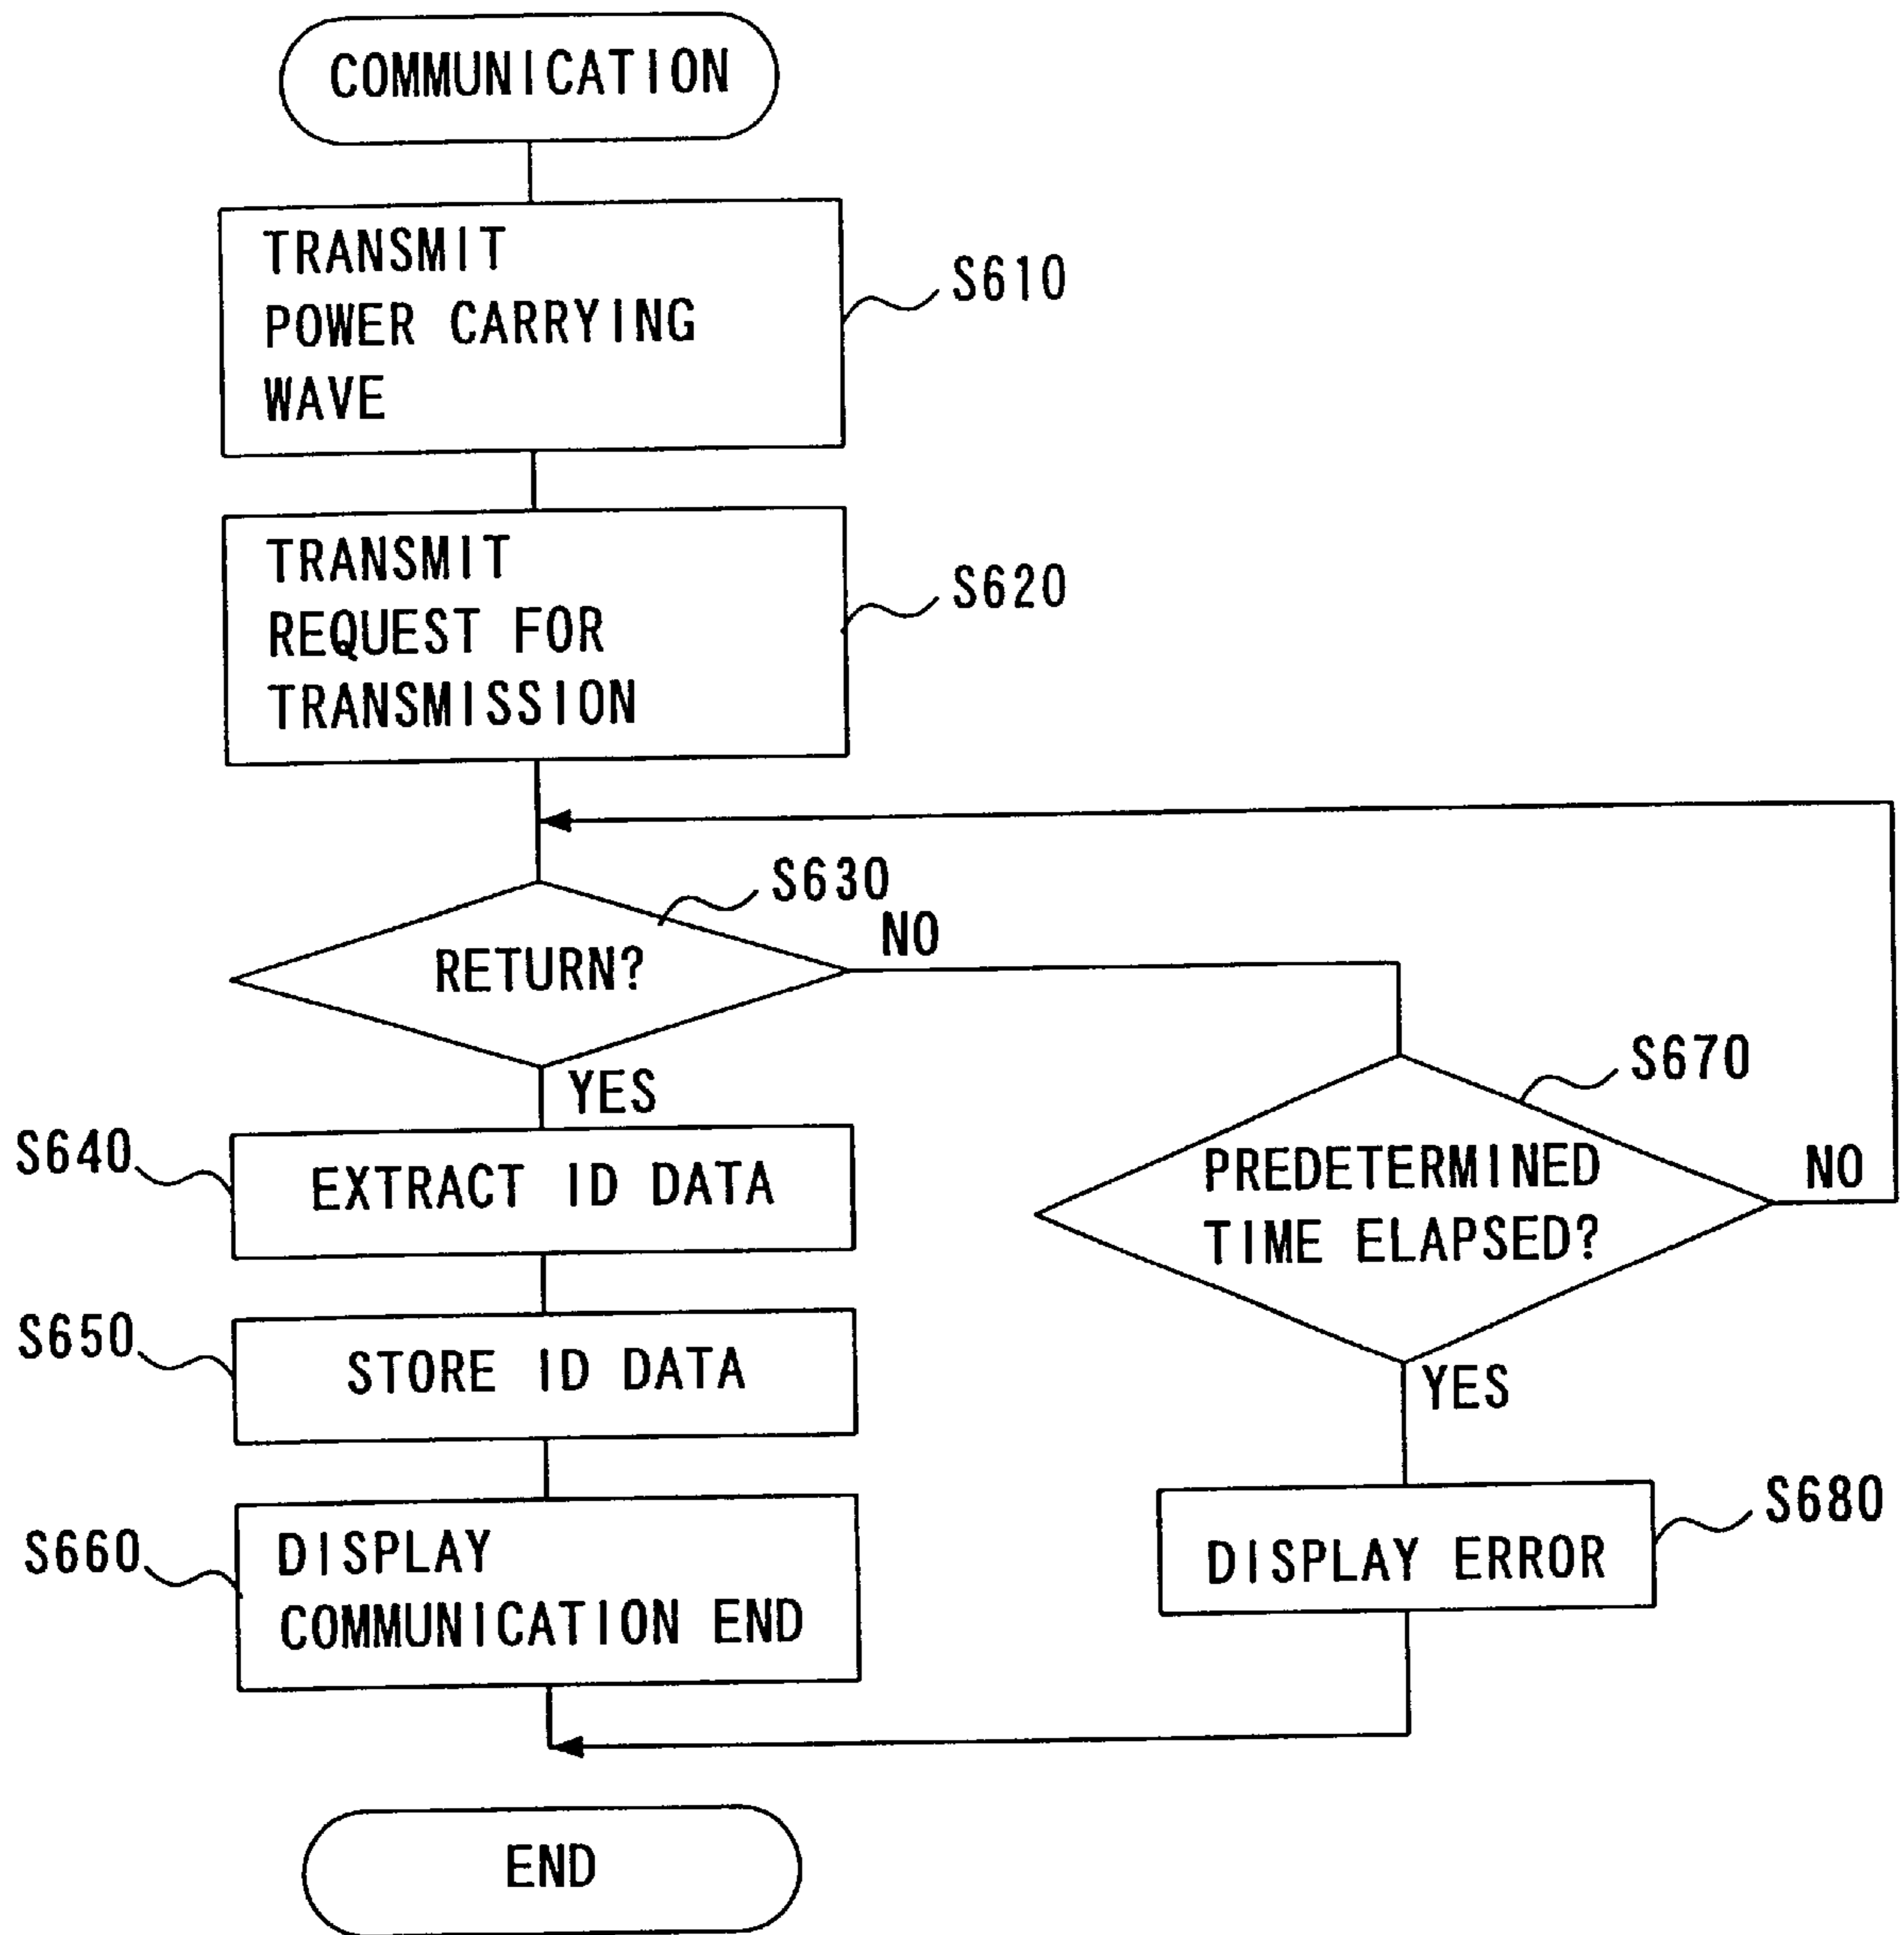 COMMUNICATION
TRANSMIT
POWER CARRYING
WAVE
S610
TRANSMIT
REQUEST FOR
TRANSMISSION
S620
S630
RETURN?
NO
YES
S670
PREDETERMINED
TIME ELAPSED?
NO
YES
S640
EXTRACT ID DATA
S650
STORE ID DATA
S660
DISPLAY
COMMUNICATION END
S680
DISPLAY ERROR
END